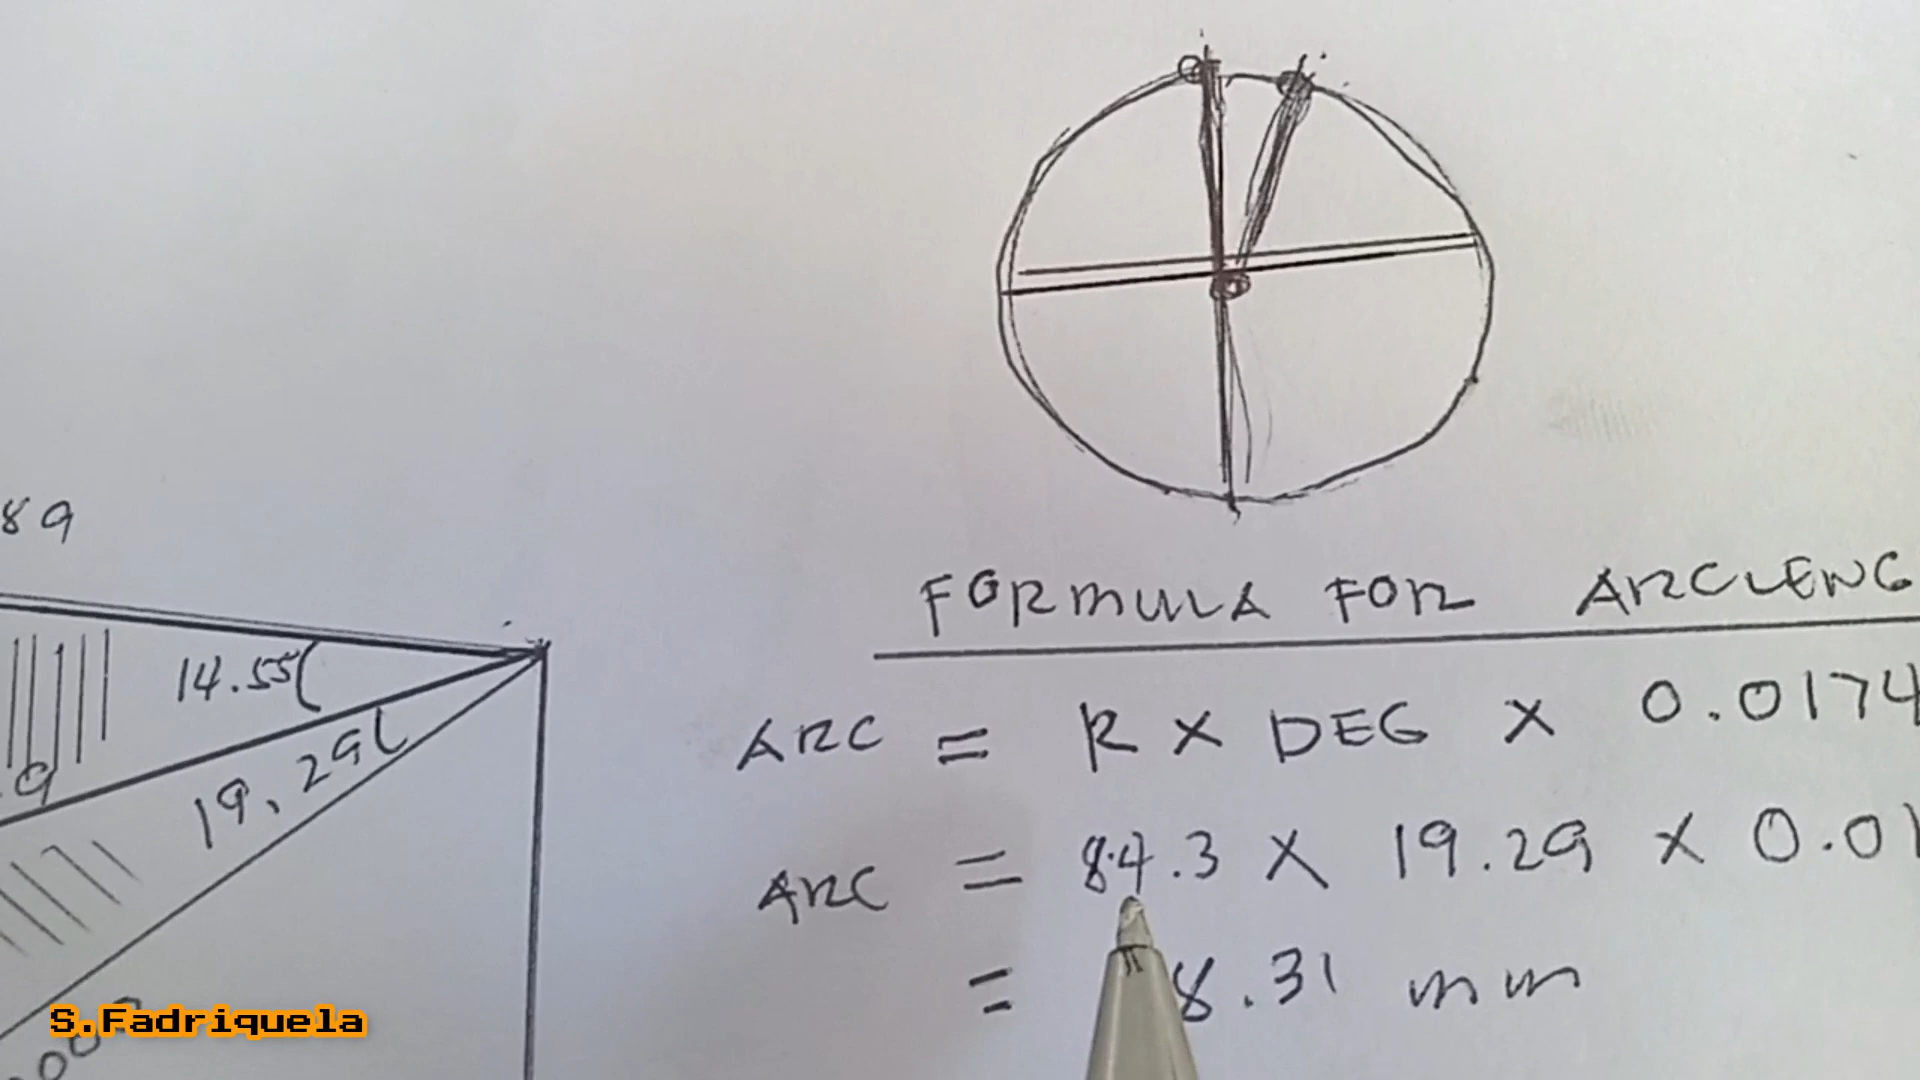 89
FORMULA FOR ARCLENG
14.55
ARC = R X DEG X 0.0174
19.29
ARC = 84.3 X 19.29 X 0.01
= 8.31 mm
S.Fadriquela